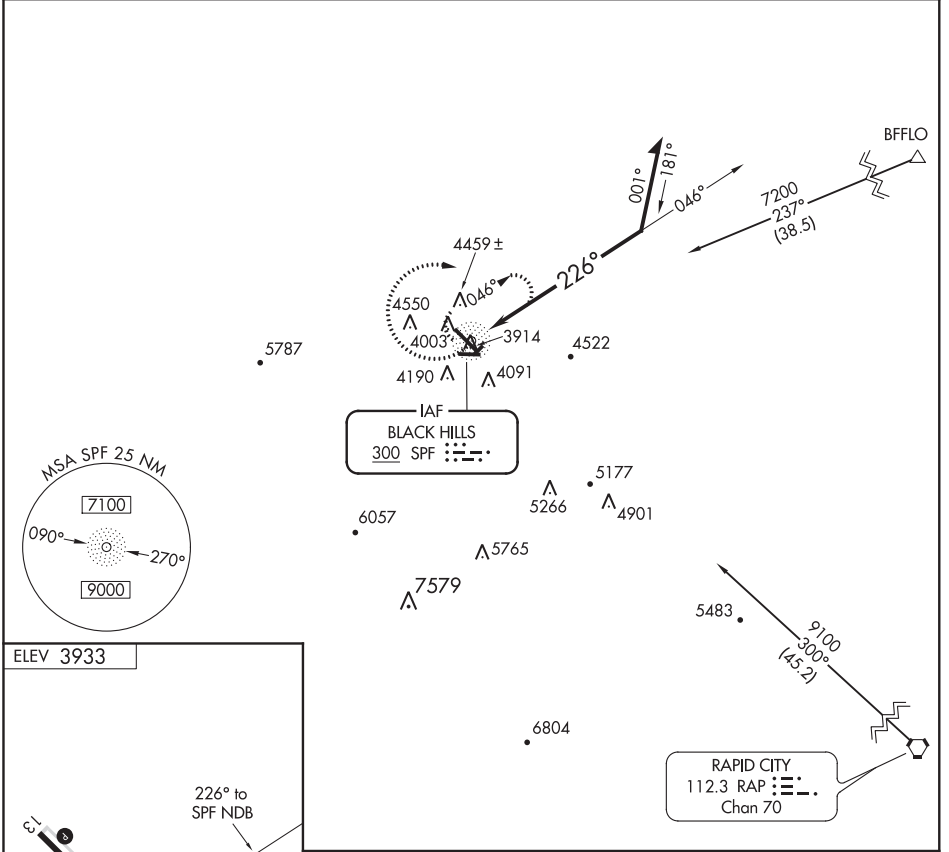 BFFLO
7200
237°
(38.5)
001°
181°
046°
226°
4459 ±
046°
4550
4003
3914
5787
4522
4190
4091
IAF
BLACK HILLS
300 SPF
MSA SPF 25 NM
7100
090°
270°
9000
5177
5266
4901
6057
5765
7579
5483
9100
300°
(45.2)
ELEV 3933
6804
RAPID CITY
112.3 RAP
Chan 70
226° to
SPF NDB
13
P